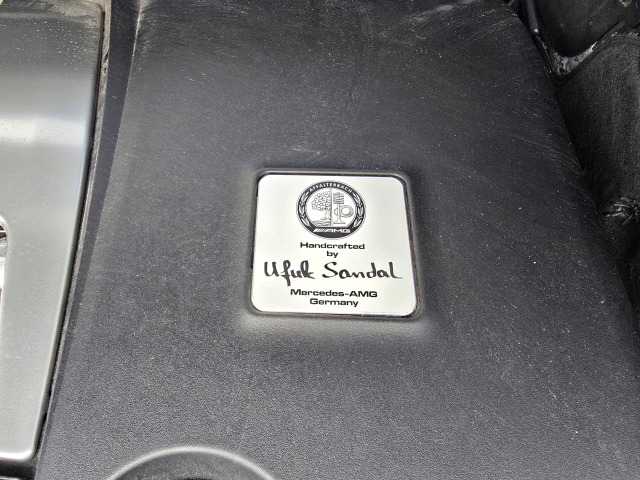 AFFALTERBACH
AMG
Handcrafted
by
Ufuk Sandal
Mercedes-AMG
Germany